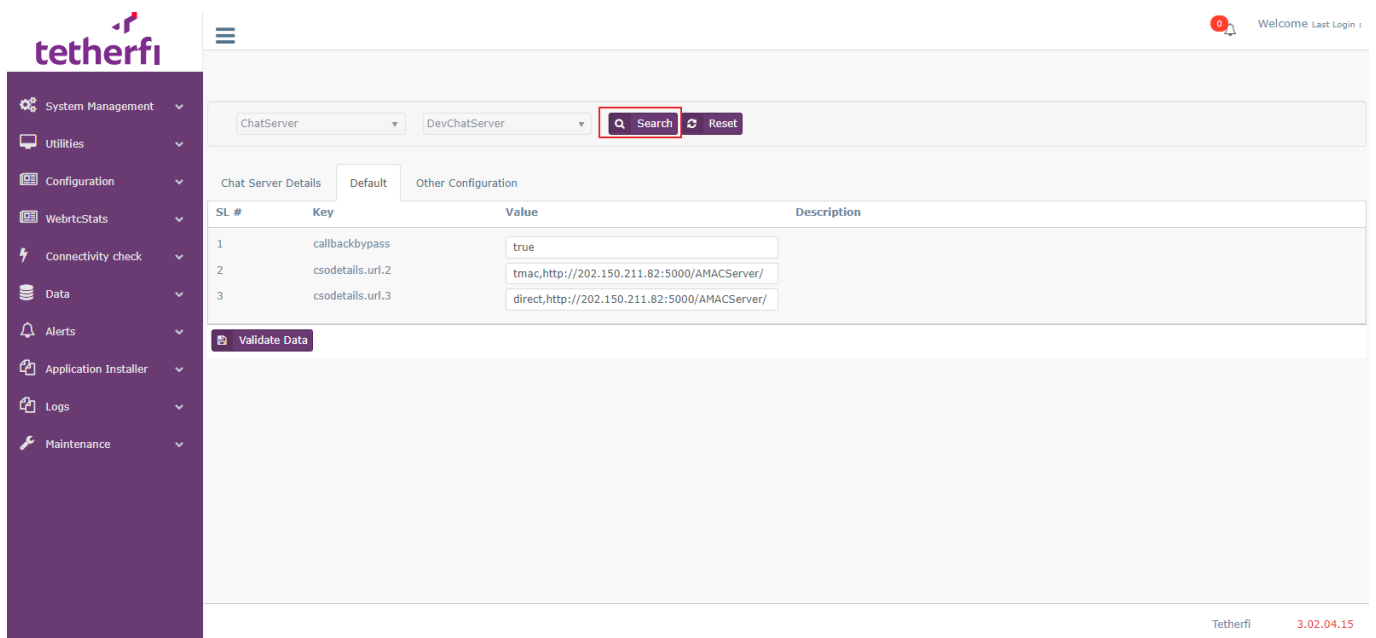 tetherfi
0
Welcome Last Login :
System Management
Utilities
Configuration
WebrtcStats
Connectivity check
Data
Alerts
Application Installer
Logs
Maintenance
ChatServer DevChatServer Search Reset
Chat Server Details Default Other Configuration
SL # Key Value Description
1 callbackbypass true
2 csodetails.url.2 tmac,http://202.150.211.82:5000/AMACServer/
3 csodetails.url.3 direct,http://202.150.211.82:5000/AMACServer/
Validate Data
Tetherfi 3.02.04.15